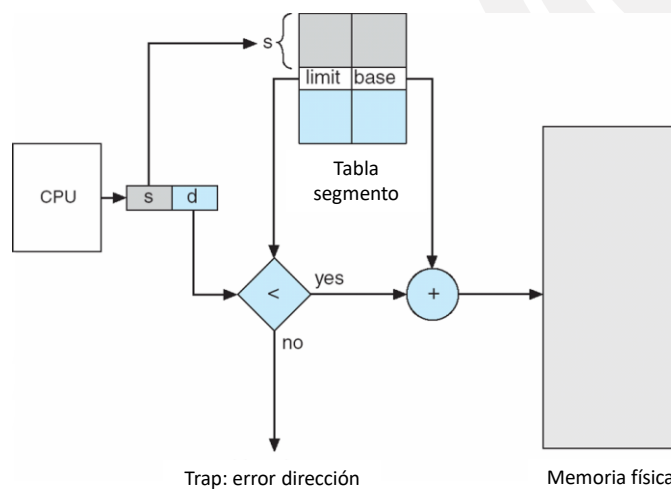 s
limit base
Tabla
segmento
CPU
s d
<
yes
+
no
Trap: error dirección
Memoria física